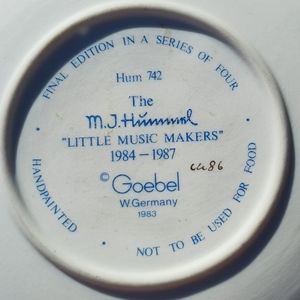 FINAL EDITION IN A SERIES OF FOUR
Hum 742
The
M.J.Hummel
"LITTLE MUSIC MAKERS"
1984–1987
© Goebel
W.Germany
1983
HANDPAINTED · NOT TO BE USED FOR FOOD ·